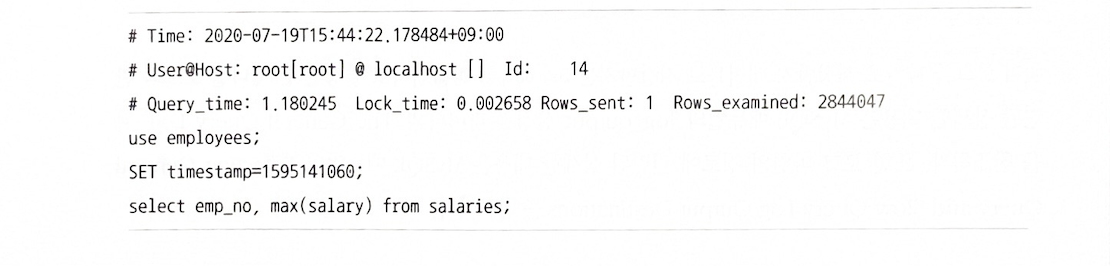 # Time: 2020-07-19T15:44:22.178484+09:00
# User@Host: root[root] @ localhost []  Id:    14
# Query_time: 1.180245  Lock_time: 0.002658 Rows_sent: 1  Rows_examined: 2844047
use employees;
SET timestamp=1595141060;
select emp_no, max(salary) from salaries;